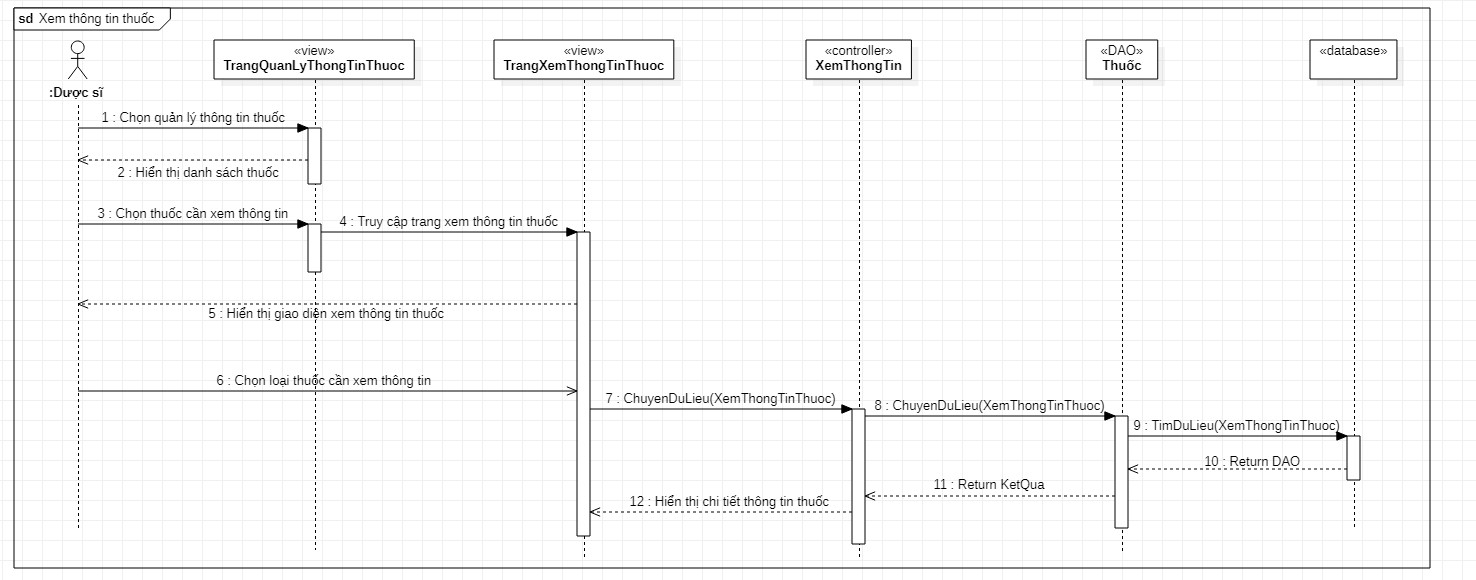 sd Xem thông tin thuốc
«view»
TrangQuanLyThongTinThuoc
«view»
TrangXemThongTinThuoc
«controller»
XemThongTin
«DAO»
Thuốc
«database»
:Dược sĩ
1 : Chọn quản lý thông tin thuốc
2 : Hiển thị danh sách thuốc
3 : Chọn thuốc cần xem thông tin
4 : Truy cập trang xem thông tin thuốc
5 : Hiển thị giao diện xem thông tin thuốc
6 : Chọn loại thuốc cần xem thông tin
7 : ChuyenDuLieu(XemThongTinThuoc)
8 : ChuyenDuLieu(XemThongTinThuoc)
9 : TimDuLieu(XemThongTinThuoc)
10 : Return DAO
11 : Return KetQua
12 : Hiển thị chi tiết thông tin thuốc